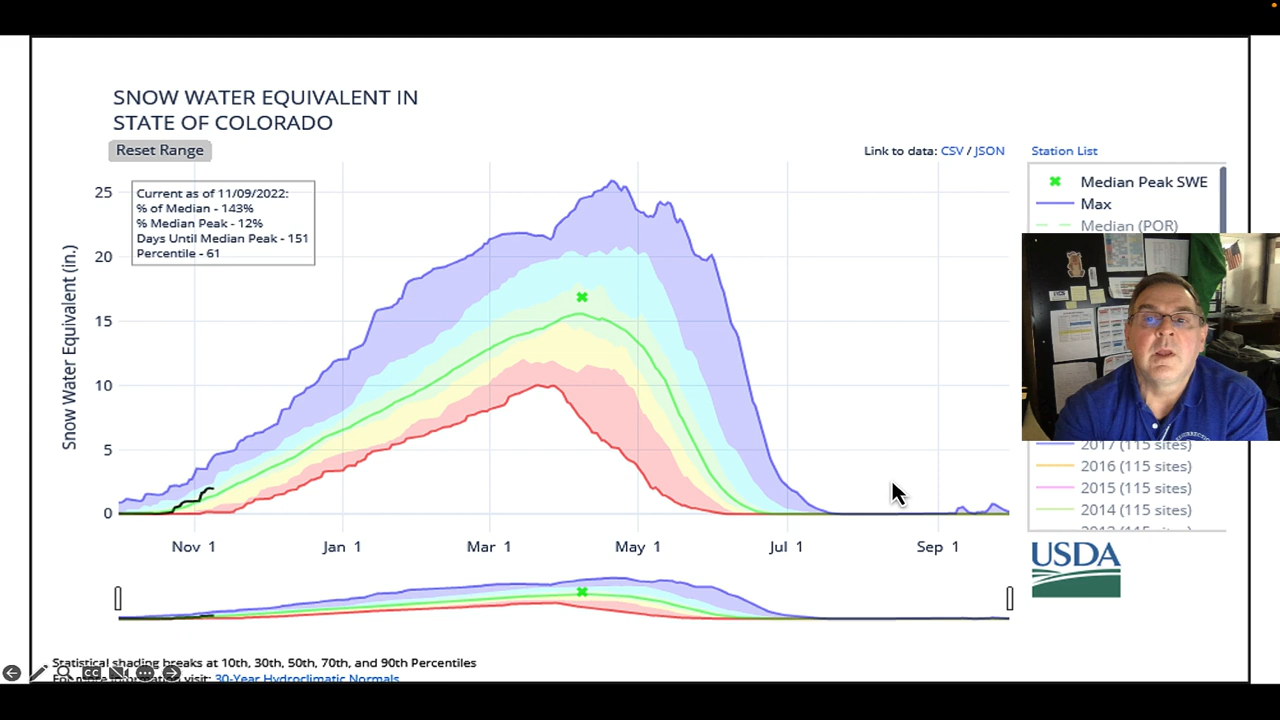 SNOW WATER EQUIVALENT IN
STATE OF COLORADO
Reset Range
Link to data: CSV / JSON
Station List
Current as of 11/09/2022:
% of Median - 143%
% Median Peak - 12%
Days Until Median Peak - 151
Percentile - 61
Median Peak SWE
Max
Median (POR)
2017 (115 sites)
2016 (115 sites)
2015 (115 sites)
2014 (115 sites)
Snow Water Equivalent (in.)
25
20
15
10
5
0
Nov 1
Jan 1
Mar 1
May 1
Jul 1
Sep 1
USDA
Statistical shading breaks at 10th, 30th, 50th, 70th, and 90th Percentiles
visit: 30-Year Hydroclimatic Normals